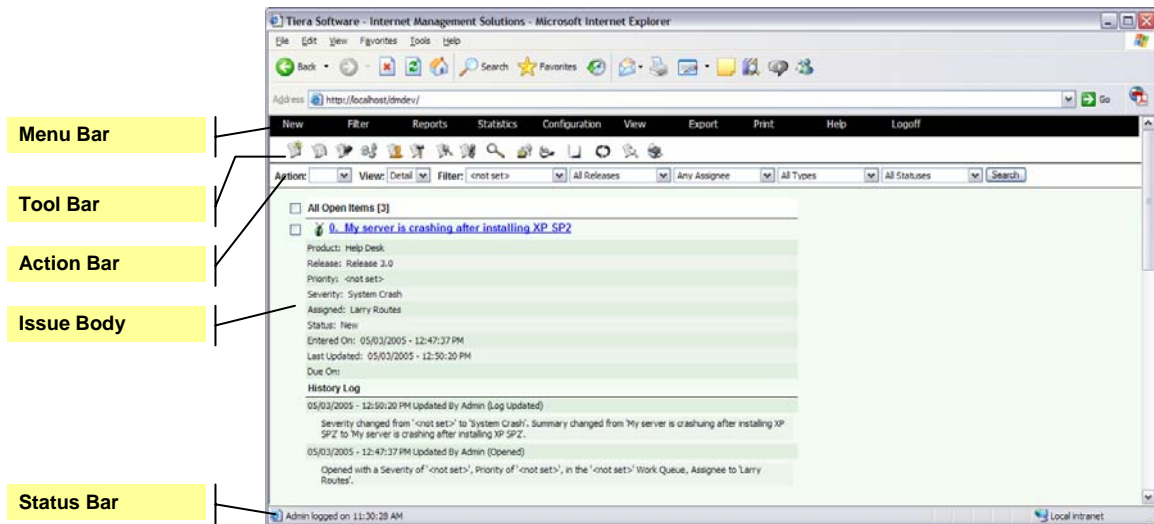 Tiera Software - Internet Management Solutions - Microsoft Internet Explorer
File Edit View Favorites Tools Help
Back Search Favorites
Address http://localhost/dmdev/ Go
Menu Bar
New Filter Reports Statistics Configuration View Export Print Help Logoff
Tool Bar
Action: View: Detail Filter: <not set> All Releases Any Assignee All Types All Statuses Search
All Open Items [3]
0. My server is crashing after installing XP SP2
Action Bar
Product: Help Desk
Release: Release 3.0
Priority: <not set>
Severity: System Crash
Issue Body
Assigned: Larry Routes
Status: New
Entered On: 05/03/2005 - 12:47:37 PM
Last Updated: 05/03/2005 - 12:50:20 PM
Due On:
History Log
05/03/2005 - 12:50:20 PM Updated By Admin (Log Updated)
Severity changed from '<not set>' to 'System Crash'. Summary changed from 'My server is crashuing after installing XP
SP2' to 'My server is crashing after installing XP SP2'.
05/03/2005 - 12:47:37 PM Updated By Admin (Opened)
Opened with a Severity of '<not set>', Priority of '<not set>', in the '<not set>' Work Queue, Assignee to 'Larry
Routes'.
Status Bar
Admin logged on 11:30:28 AM Local intranet